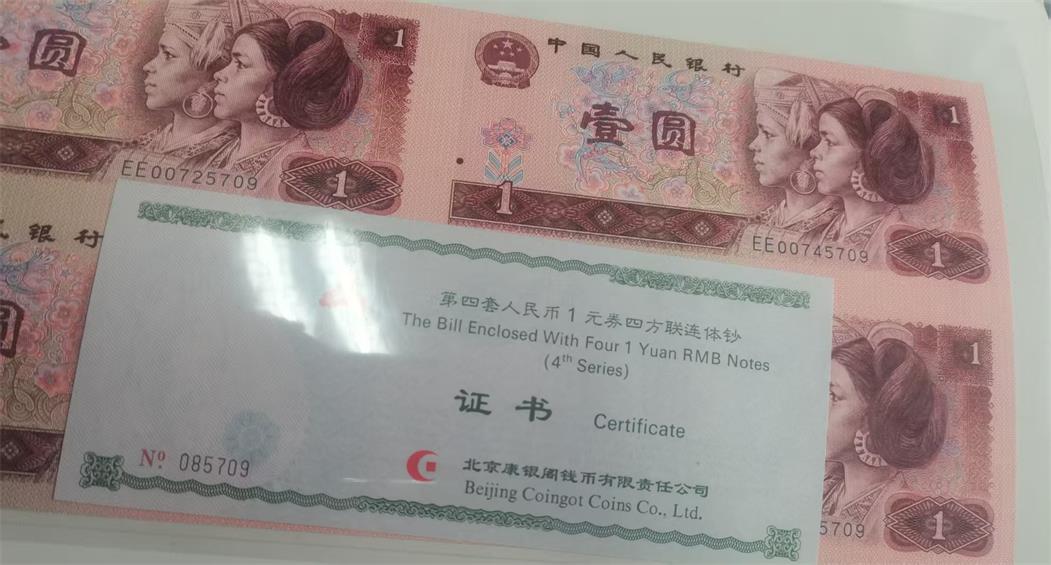 圆
1
EE00725709
1
中国人民银行
壹圆
1
1
EE00745709
1
银行
圆
第四套人民币1元券四方联连体钞
The Bill Enclosed With Four 1 Yuan RMB Notes
(4th Series)
证书 Certificate
Nº 085709
北京康银阁钱币有限责任公司
Beijing Coingot Coins Co., Ltd.
1
5709
1